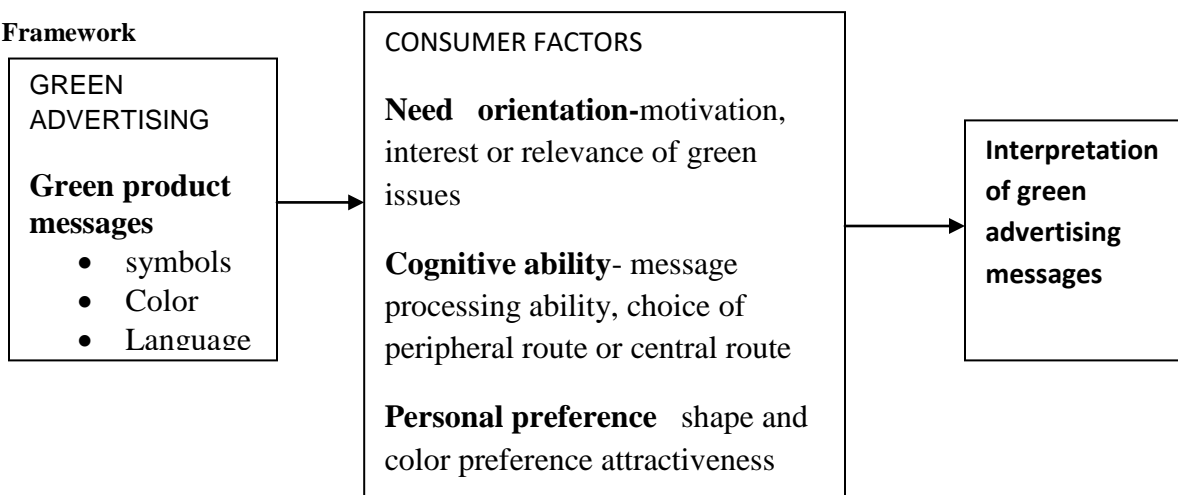 Framework
GREEN
ADVERTISING
Green product
messages
• symbols
• Color
• Language
CONSUMER FACTORS
Need orientation-motivation,
interest or relevance of green
issues
Cognitive ability- message
processing ability, choice of
peripheral route or central route
Personal preference shape and
color preference attractiveness
Interpretation
of green
advertising
messages